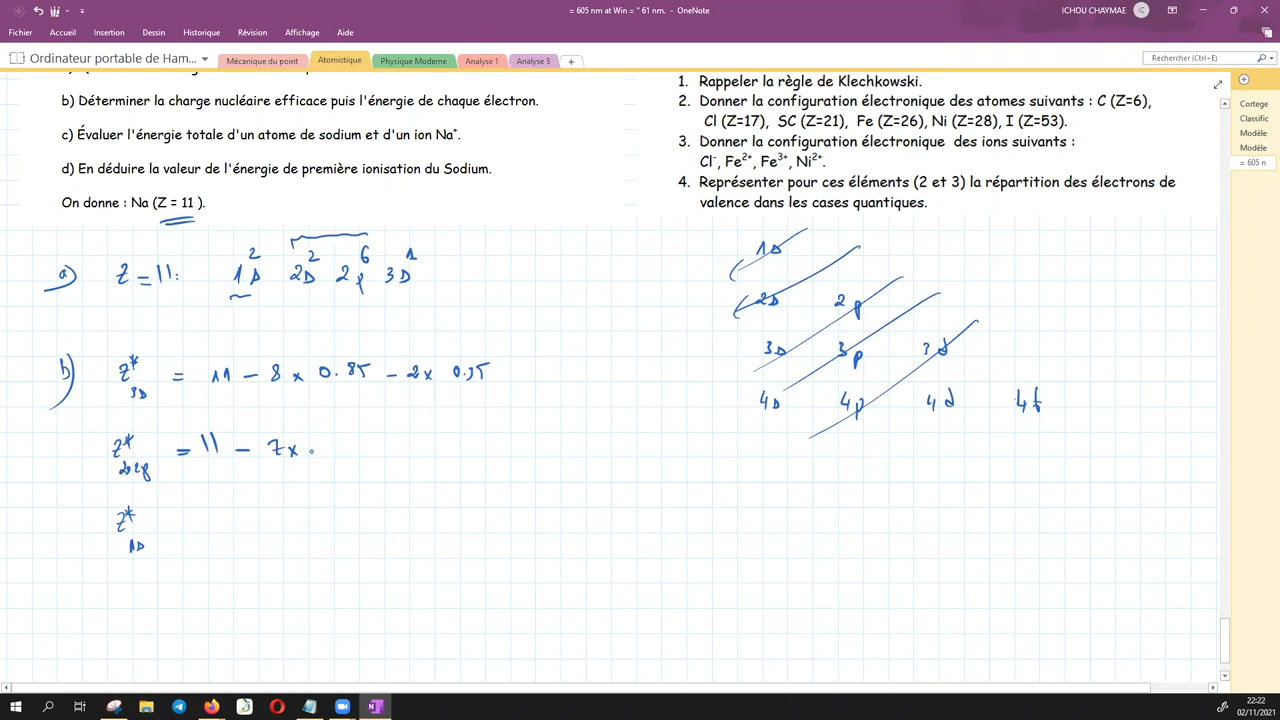 = 605 nm at Win = " 61 nm. - OneNote
ICHOU CHAYMAE
IC
Fichier Accueil Insertion Dessin Historique Révision Affichage Aide
Ordinateur portable de Ham...
Mécanique du point
Atomistique
Physique Moderne
Analyse 1
Analyse 3
Rechercher (Ctrl+E)
b) Déterminer la charge nucléaire efficace puis l'énergie de chaque électron.
c) Évaluer l'énergie totale d'un atome de sodium et d'un ion Na⁺.
d) En déduire la valeur de l'énergie de première ionisation du Sodium.
On donne : Na (Z = 11 ).
1. Rappeler la règle de Klechkowski.
2. Donner la configuration électronique des atomes suivants : C (Z=6),
Cl (Z=17), SC (Z=21), Fe (Z=26), Ni (Z=28), I (Z=53).
3. Donner la configuration électronique des ions suivants :
Cl⁻, Fe²⁺, Fe³⁺, Ni²⁺.
4. Représenter pour ces éléments (2 et 3) la répartition des électrons de
valence dans les cases quantiques.
Cortege
Classific
Modèle
Modèle
= 605 n
a) Z = 11: 1s² 2s² 2p⁶ 3s¹
b) Z* 3s = 11 - 8 x 0.85 - 2 x 0.35
Z* 2s2p = 11 - 7 x
Z* 1s
1s
2s 2p
3s 3p 3d
4s 4p 4d 4f
22:22
02/11/2021